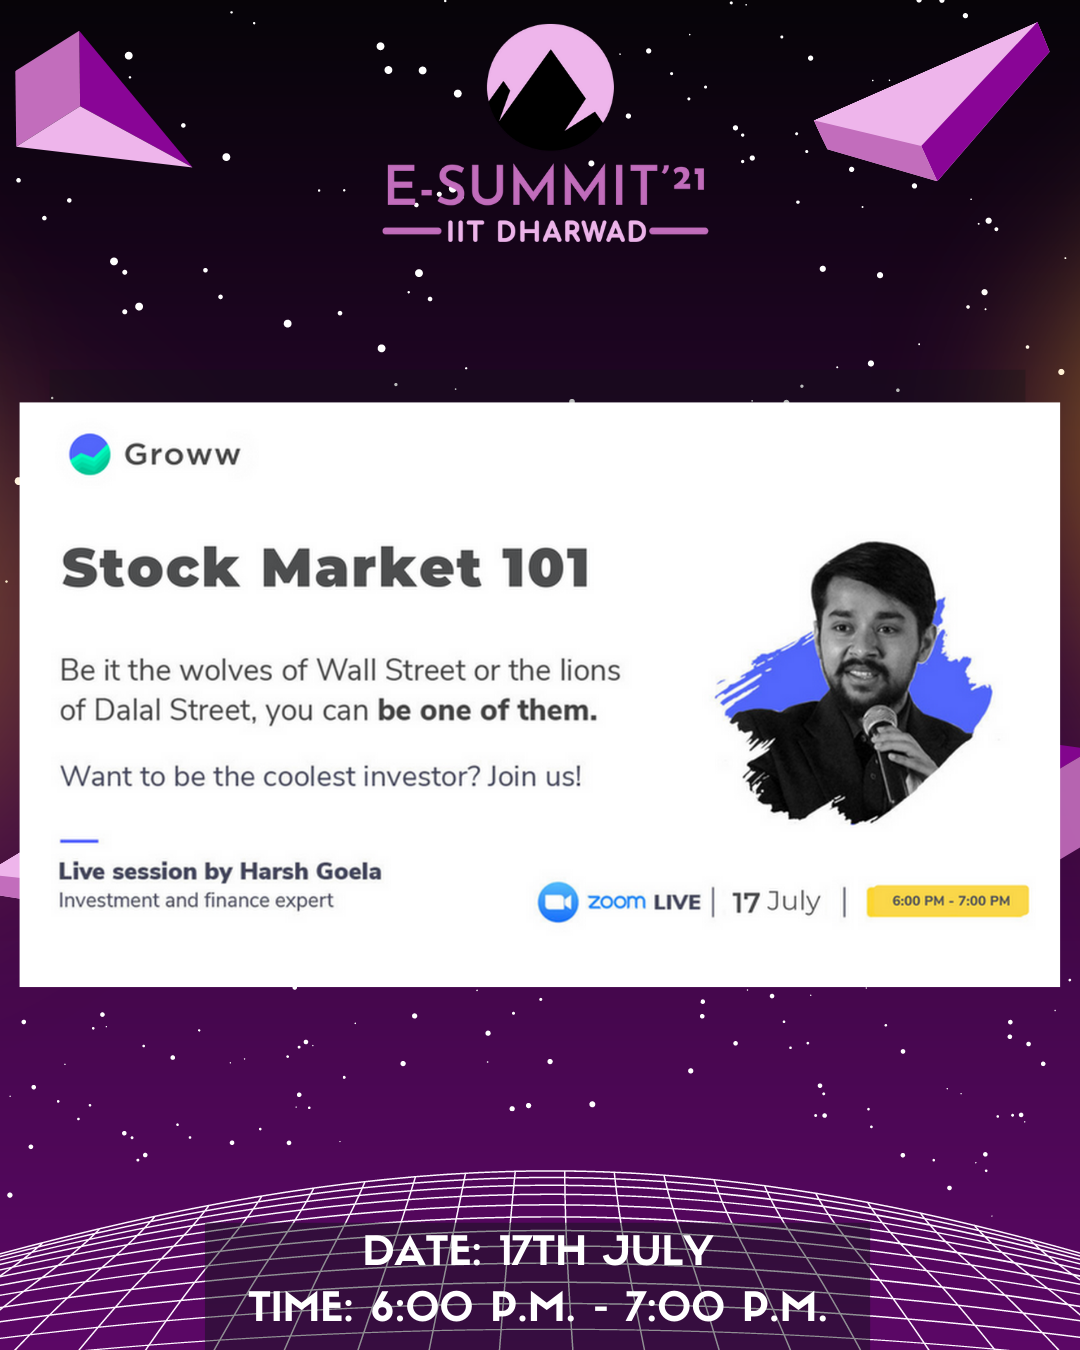 E-SUMMIT'21
IIT DHARWAD
Groww
Stock Market 101
Be it the wolves of Wall Street or the lions
of Dalal Street, you can be one of them.
Want to be the coolest investor? Join us!
Live session by Harsh Goela
Investment and finance expert
zoom LIVE | 17 July | 6:00 PM - 7:00 PM
DATE: 17TH JULY
TIME: 6:00 P.M. - 7:00 P.M.